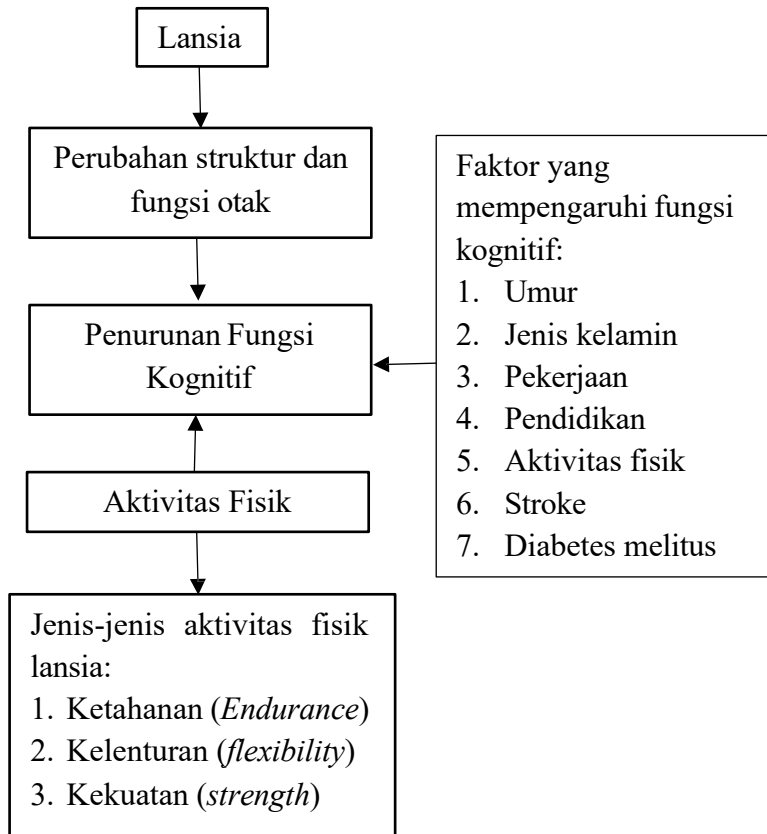 Lansia
Perubahan struktur dan
fungsi otak
Penurunan Fungsi
Kognitif
Aktivitas Fisik
Jenis-jenis aktivitas fisik
lansia:
1. Ketahanan (Endurance)
2. Kelenturan (flexibility)
3. Kekuatan (strength)
Faktor yang
mempengaruhi fungsi
kognitif:
1. Umur
2. Jenis kelamin
3. Pekerjaan
4. Pendidikan
5. Aktivitas fisik
6. Stroke
7. Diabetes melitus